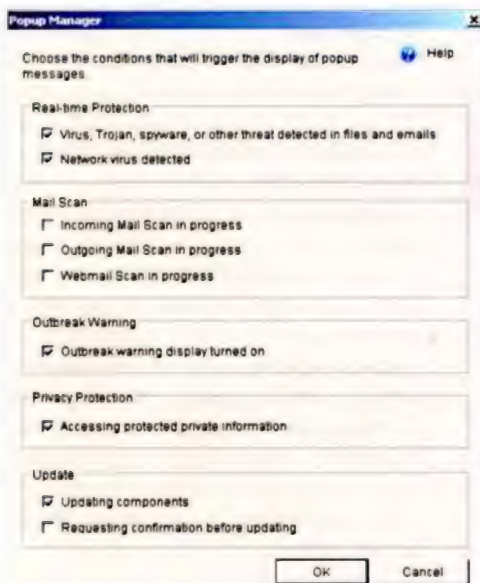 Popup Manager
Choose the conditions that will trigger the display of popup
messages
Help
Real-time Protection
Virus, Trojan, spyware, or other threat detected in files and emails
Network virus detected
Mail Scan
Incoming Mail Scan in progress
Outgoing Mail Scan in progress
Webmail Scan in progress
Outbreak Warning
Outbreak warning display turned on
Privacy Protection
Accessing protected private information
Update
Updating components
Requesting confirmation before updating
OK
Cancel